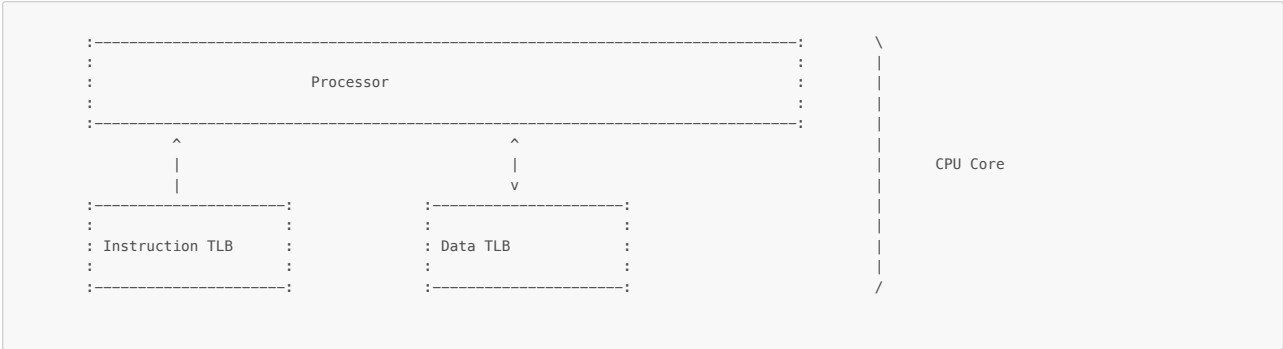 Processor
CPU Core
Instruction TLB
Data TLB